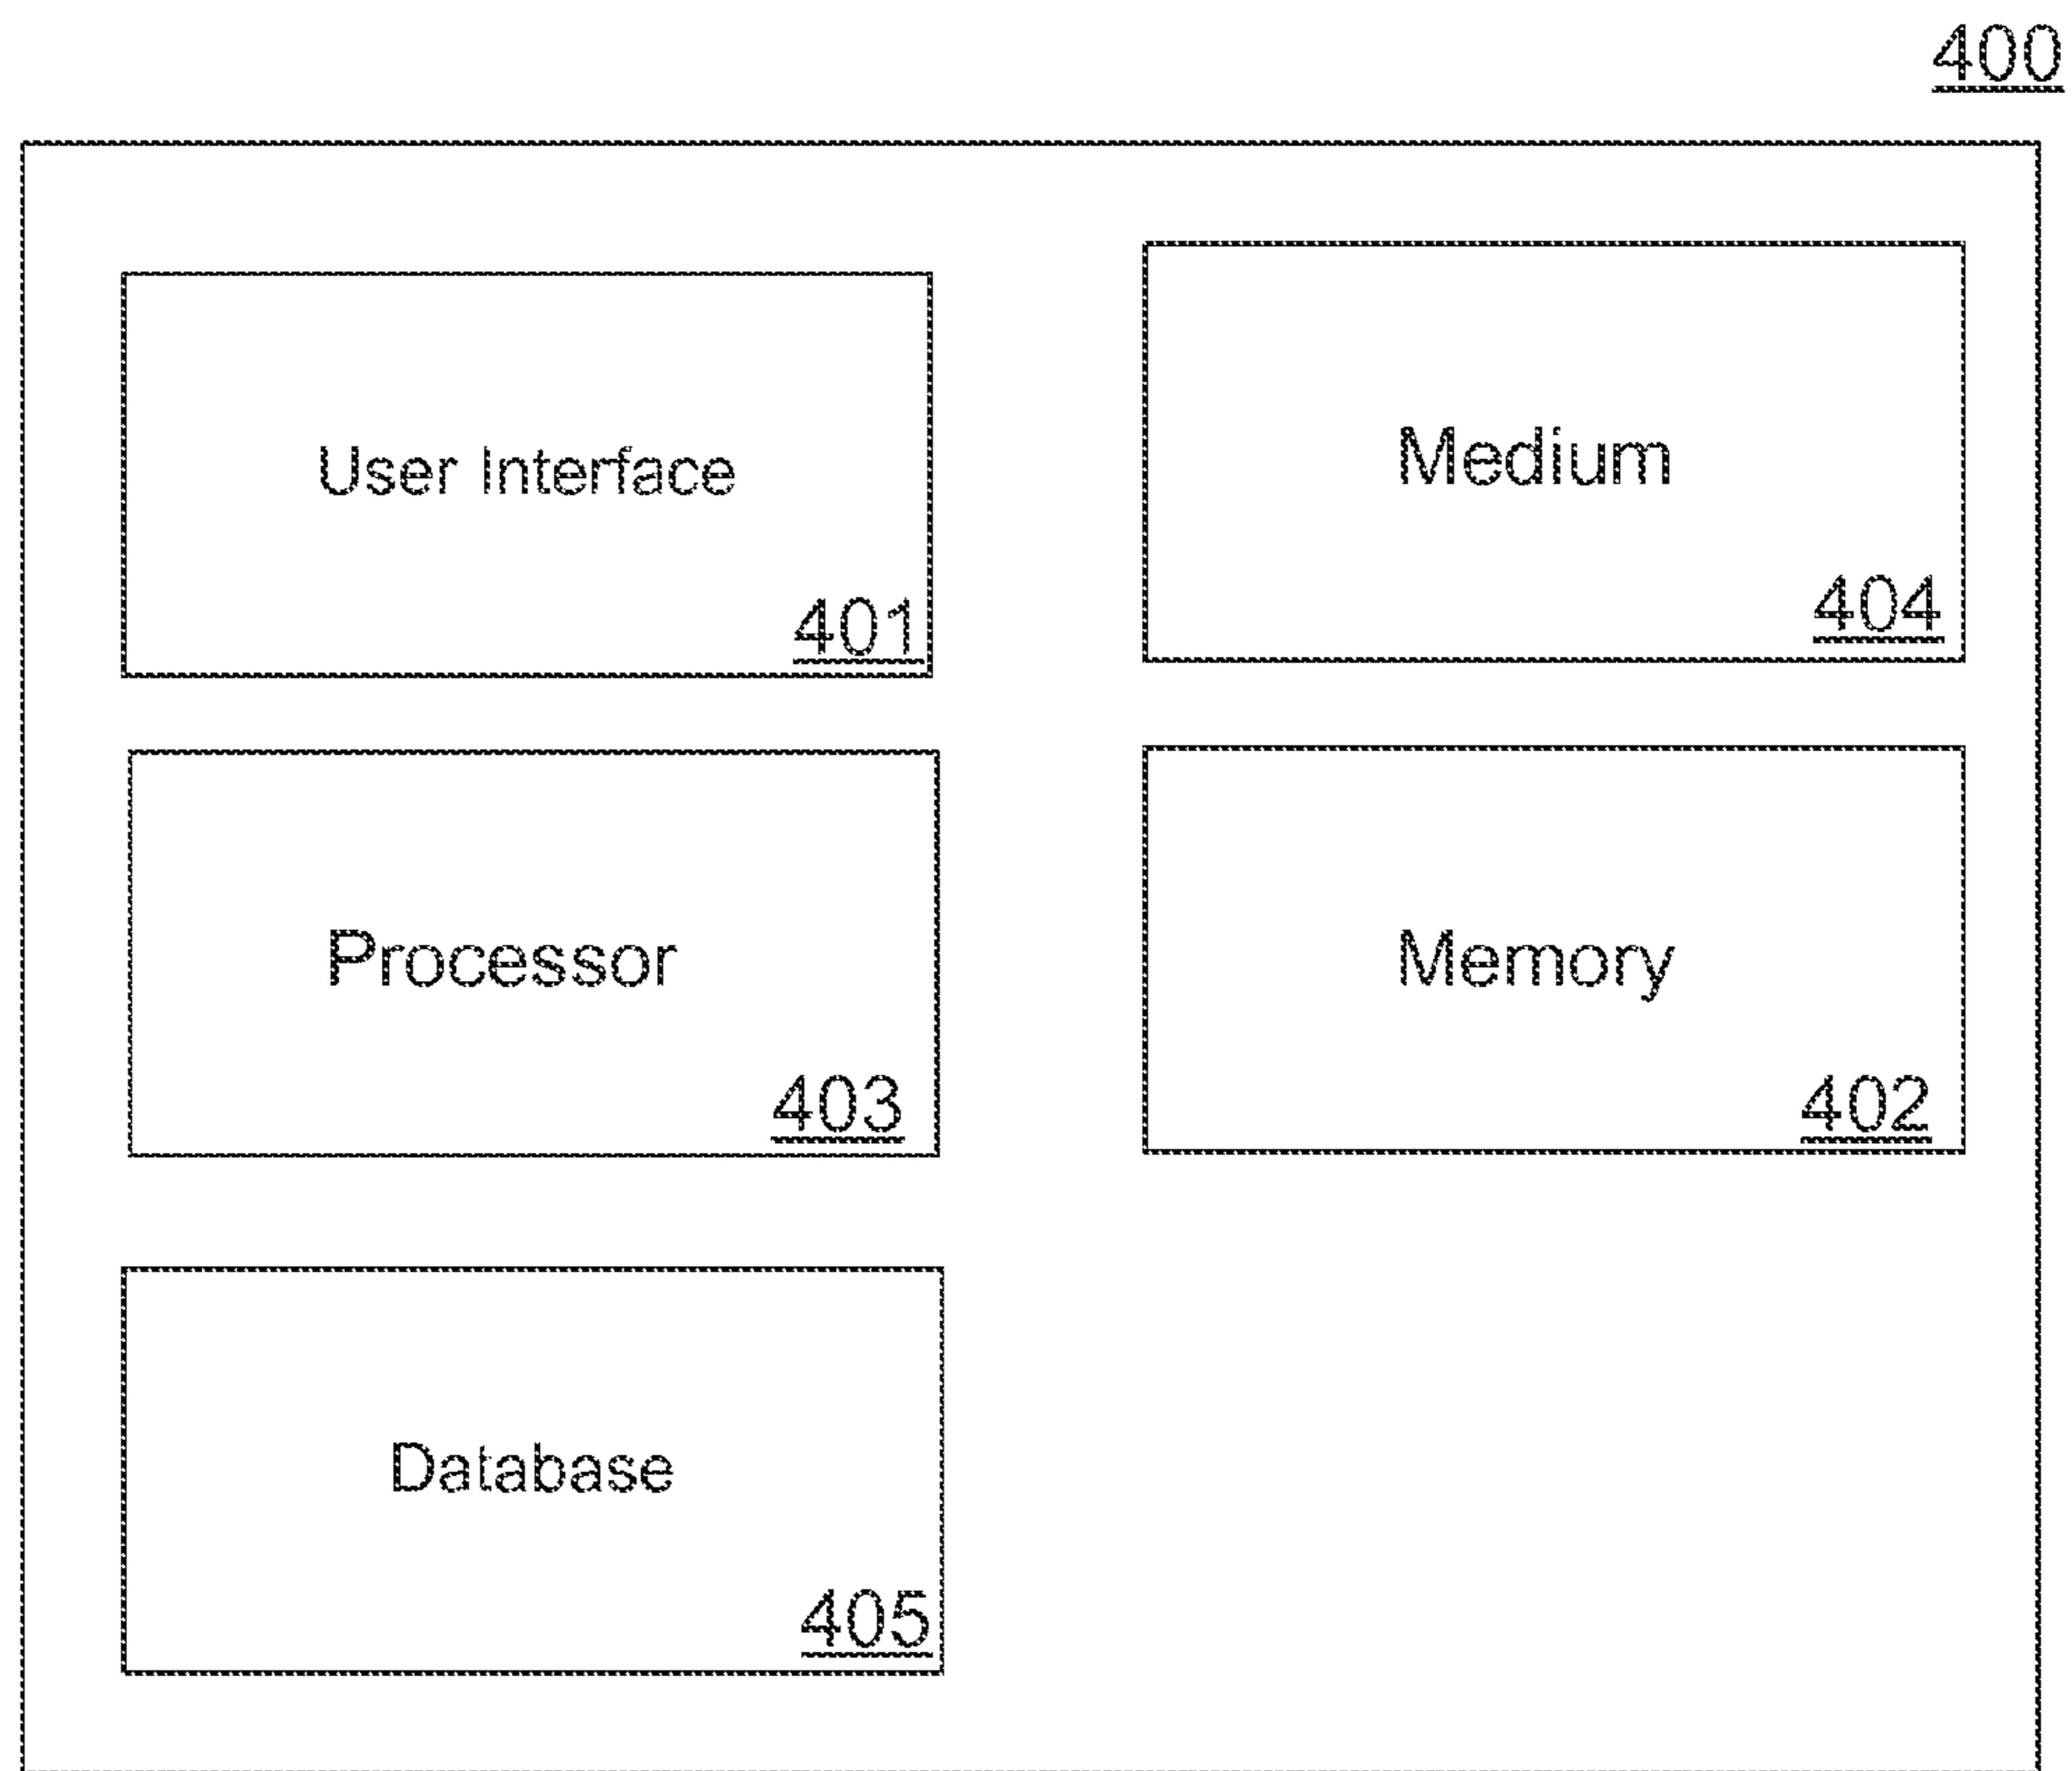 400
User Interface
401
Medium
404
Processor
403
Memory
402
Database
405